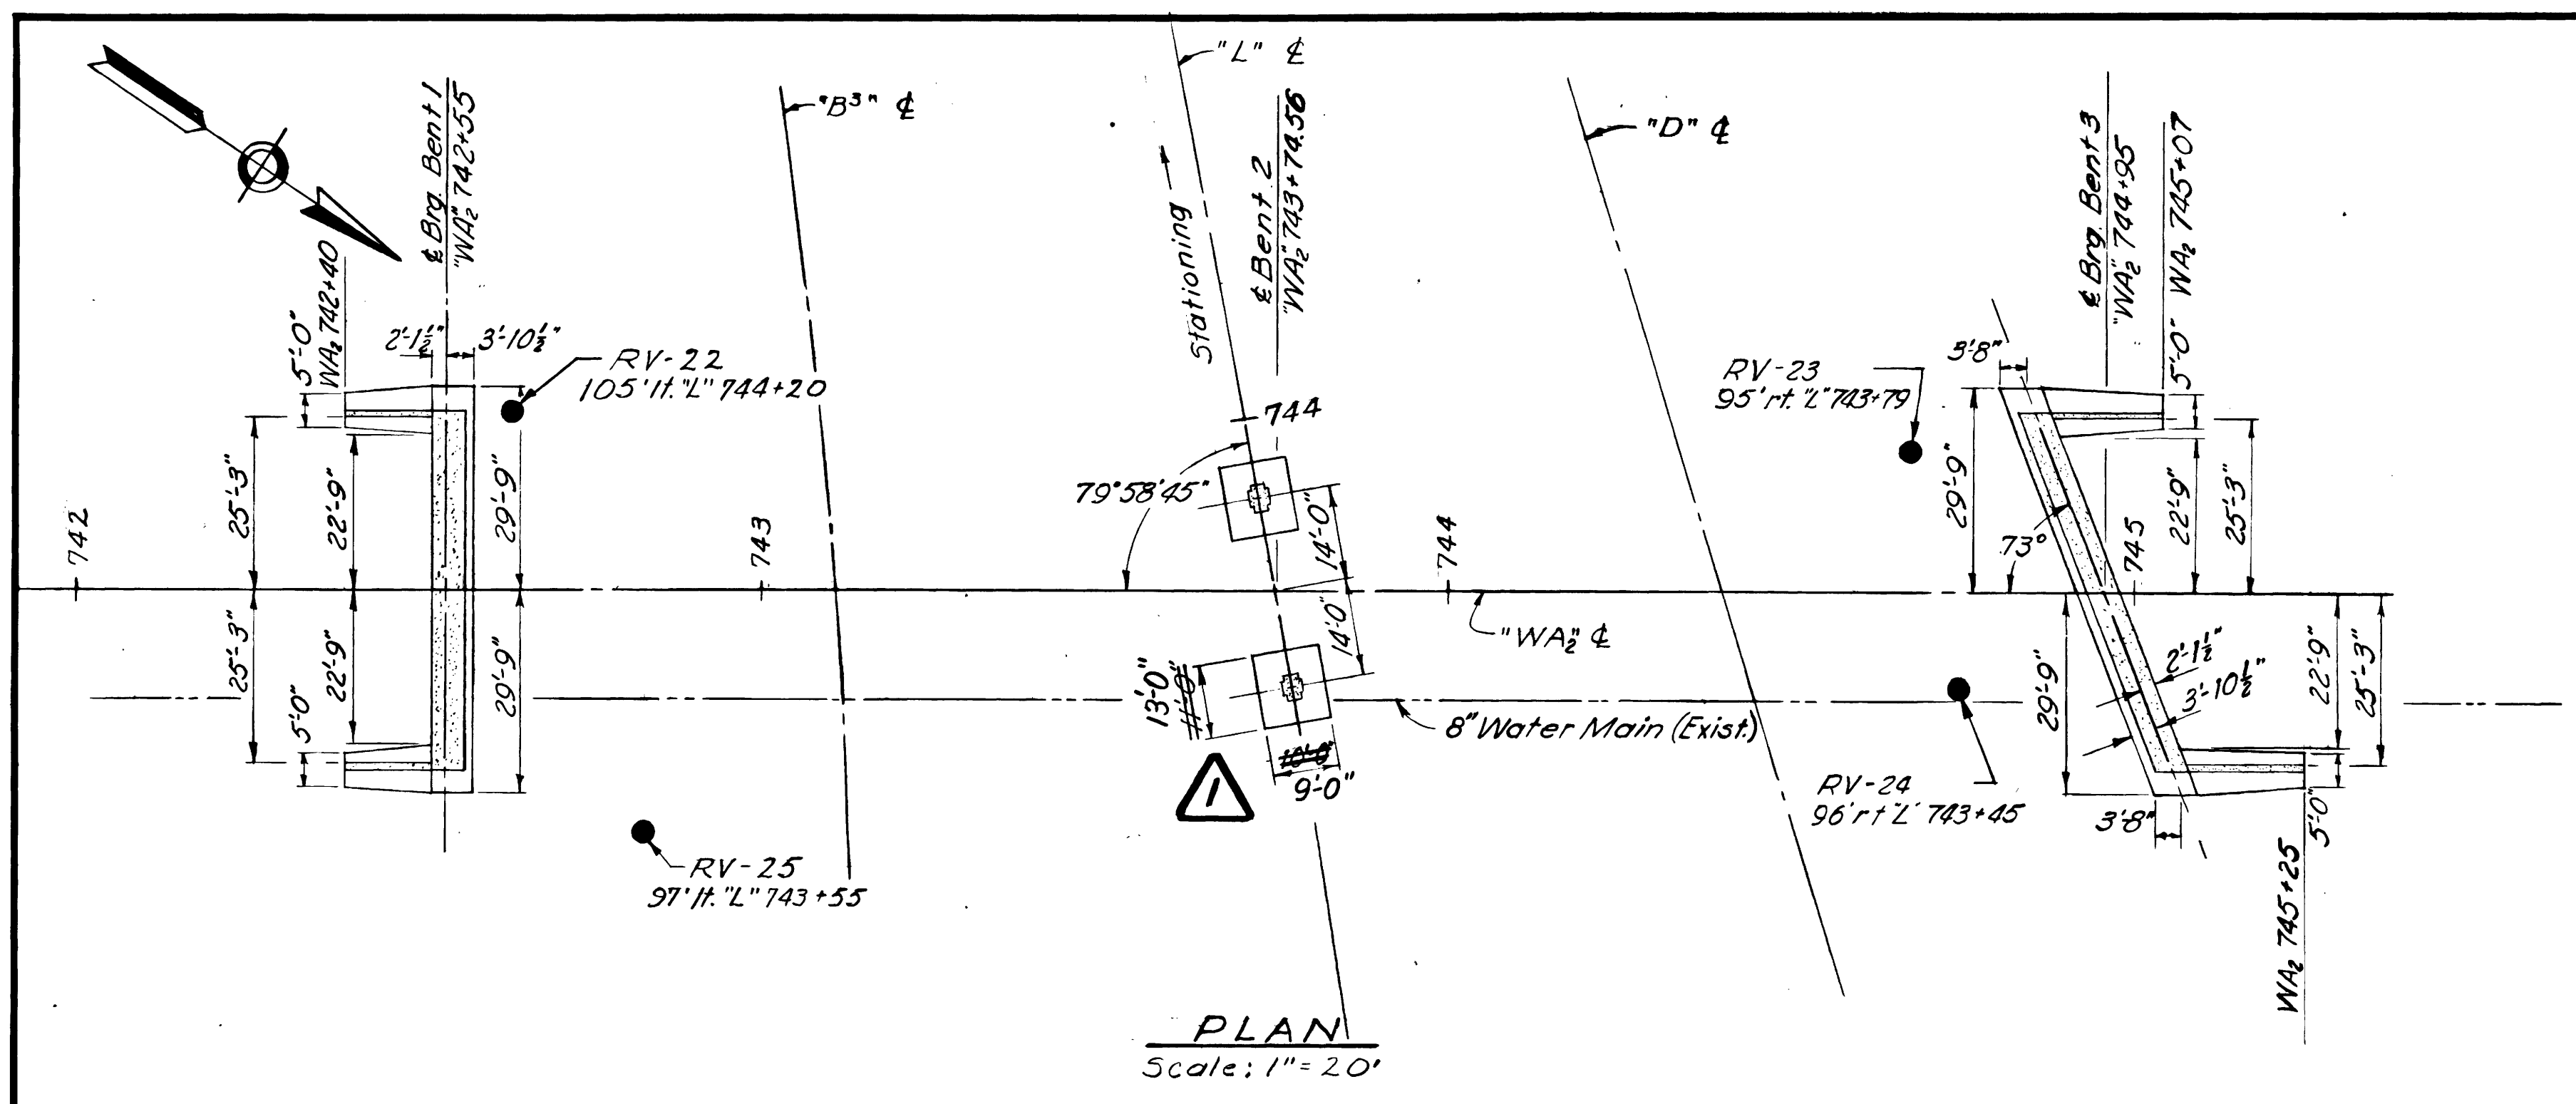 "L" ℄
"B³" ℄
"D" ℄
℄ Brg. Bent 1
"WA₂" 742+55
WA₂ 742+40
5'-0"
2'-1½"
3'-10½"
RV-22
105' lt. "L" 744+20
Stationing
℄ Bent 2
"WA₂" 743+74.56
744
RV-23
95' rt. "L" 743+79
℄ Brg. Bent 3
"WA₂" 744+95
WA₂ 745+07
5'-0"
3'-8"
25'-3"
22'-9"
29'-9"
79°58'45"
14'-0"
29'-9"
73°
22'-9"
25'-3"
742
743
744
745
"WA₂" ℄
25'-3"
22'-9"
29'-9"
5'-0"
14'-0"
13'-0"
11'-0"
10'-0"
9'-0"
1
8" Water Main (Exist.)
29'-9"
2'-1½"
3'-10½"
22'-9"
25'-3"
RV-24
96' rt "L" 743+45
3'-8"
5'-0"
RV-25
97' lt. "L" 743+55
WA₂ 745+25
PLAN
Scale: 1" = 20'